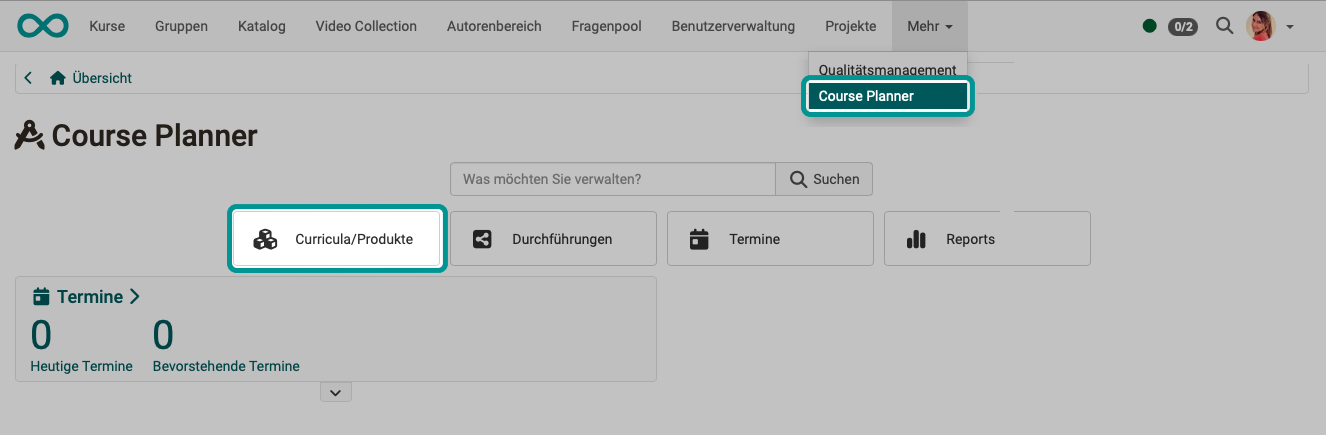 Kurse Gruppen Katalog Video Collection Autorenbereich Fragenpool Benutzerverwaltung Projekte Mehr 0/2
Qualitätsmanagement
Course Planner
Übersicht
Course Planner
Was möchten Sie verwalten? Suchen
Curricula/Produkte Durchführungen Termine Reports
Termine
0 0
Heutige Termine Bevorstehende Termine